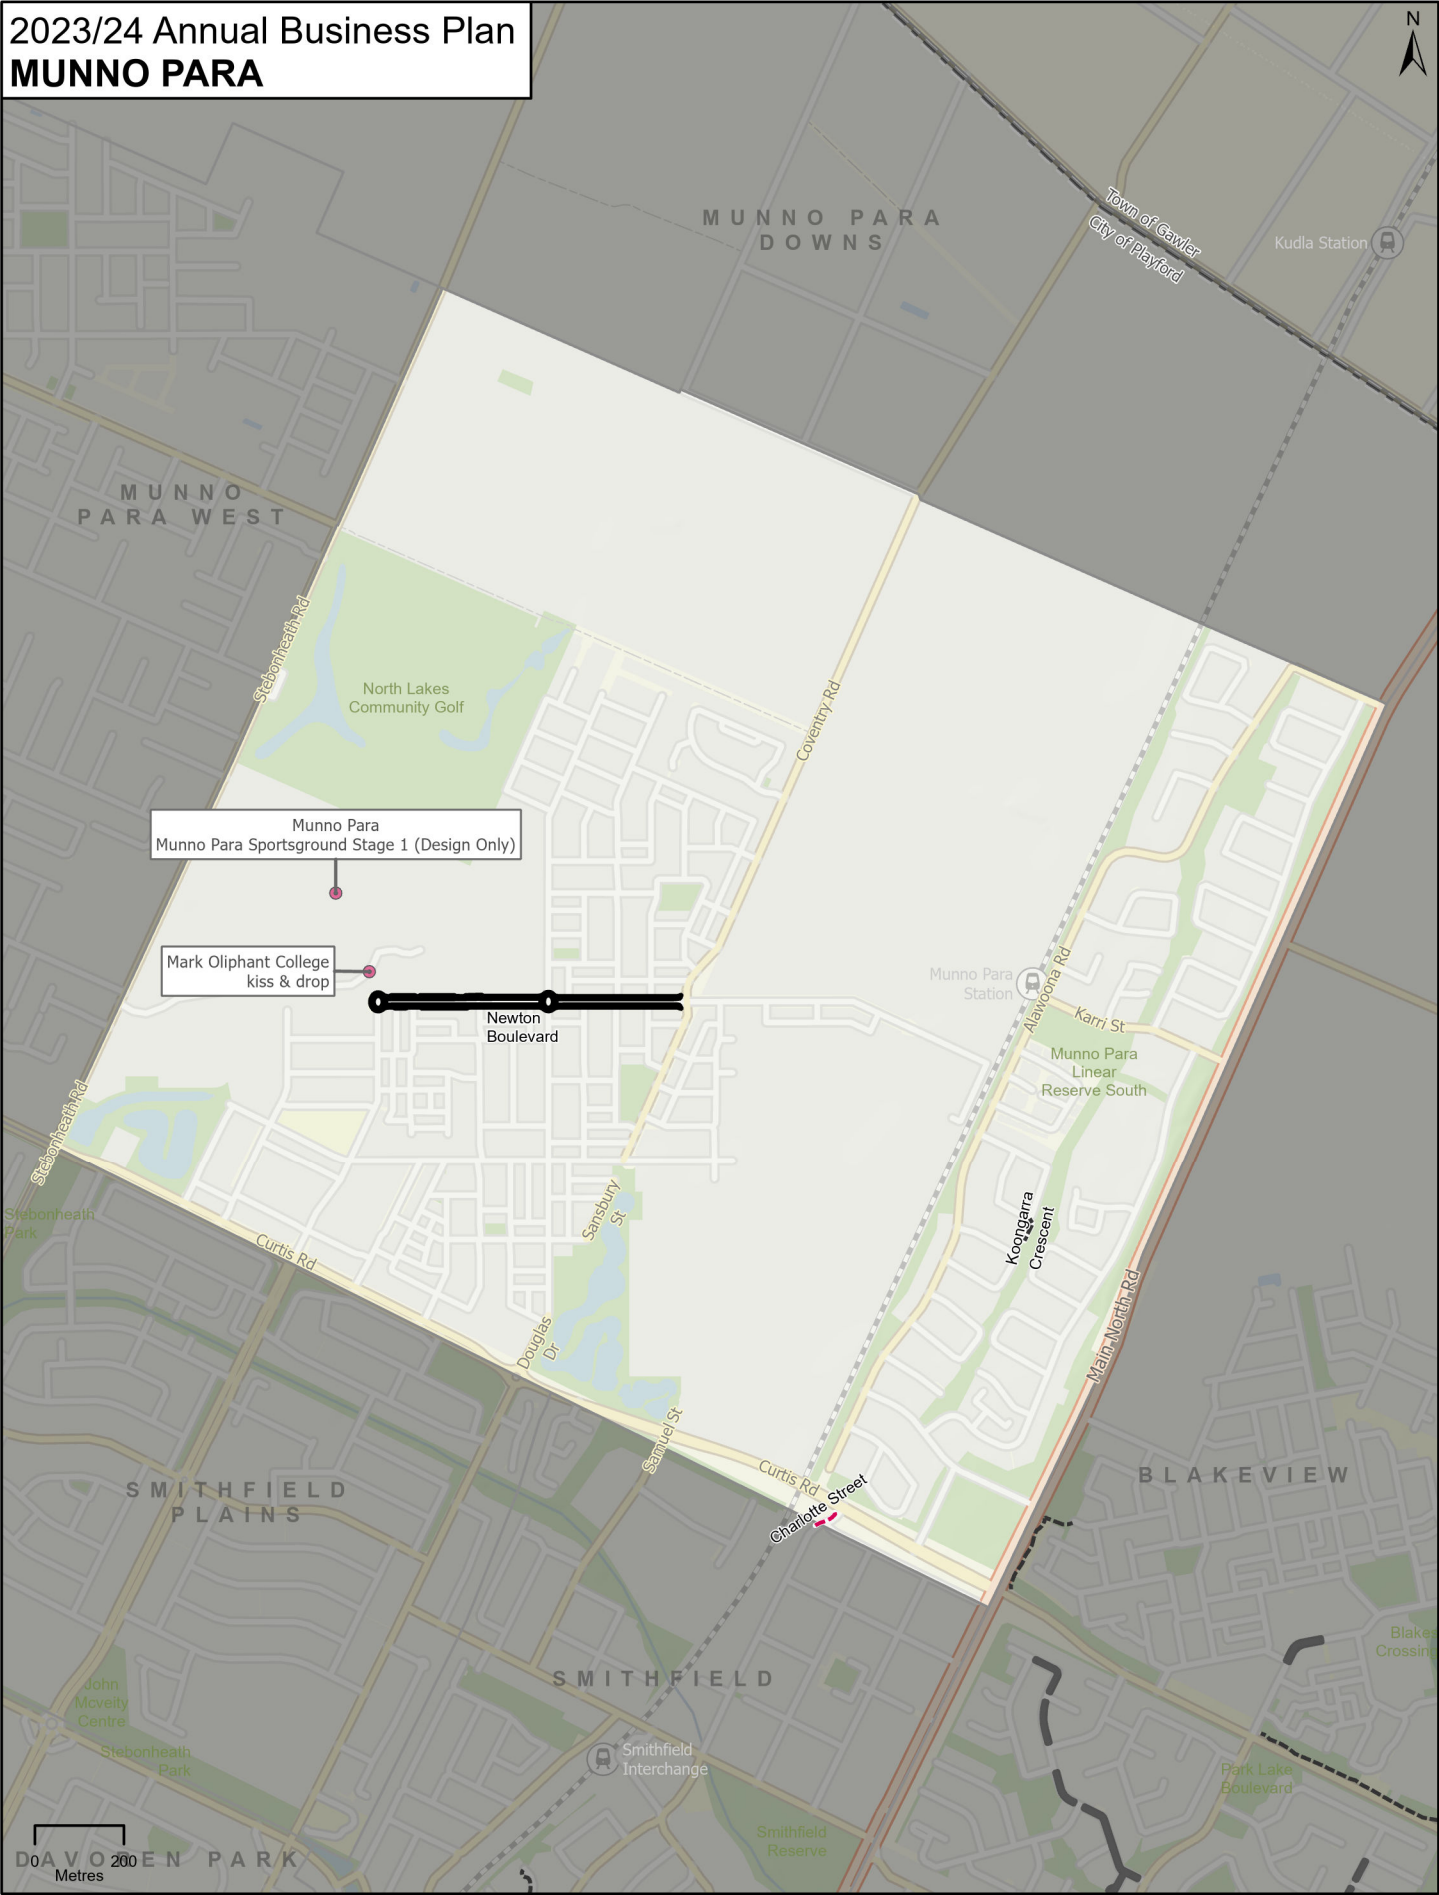 2023/24 Annual Business Plan
MUNNO PARA
N
MUNNO PARA
DOWNS
Town of Gawler
City of Playford
Kudla Station
MUNNO
PARA WEST
Stebonheath Rd
North Lakes
Community Golf
Coventry Rd
Munno Para
Munno Para Sportsground Stage 1 (Design Only)
Mark Oliphant College
kiss & drop
Newton
Boulevard
Munno Para
Station
Alawoona Rd
Karri St
Munno Para
Linear
Reserve South
Stebonheath Rd
Stebonheath
Park
Curtis Rd
Sansbury
St
Koongarra
Crescent
Main North Rd
Douglas
Dr
Samuel St
Curtis Rd
Charlotte Street
SMITHFIELD
PLAINS
BLAKEVIEW
SMITHFIELD
Blakes
Crossing
John
Mcveity
Centre
Stebonheath
Park
Smithfield
Interchange
Park Lake
Boulevard
Smithfield
Reserve
DAVOREN PARK
0 200
Metres